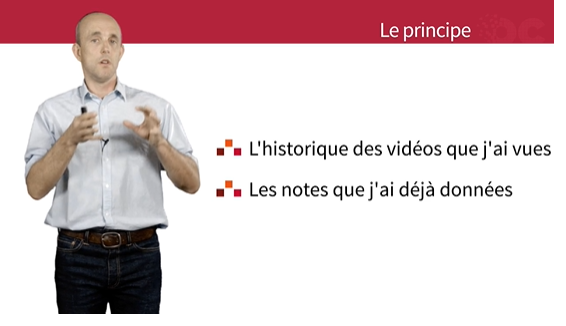 Le principe
L'historique des vidéos que j'ai vues
Les notes que j'ai déjà données